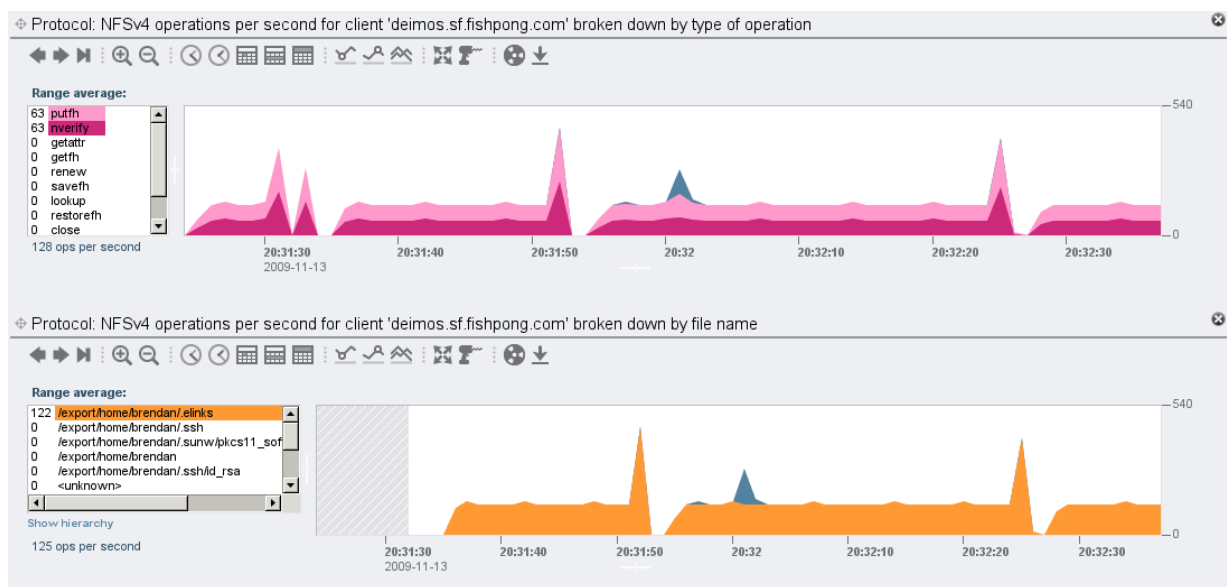 Protocol: NFSv4 operations per second for client 'deimos.sf.fishpong.com' broken down by type of operation
Range average:
63 putfh
63 nverify
0 getattr
0 getfh
0 renew
0 savefh
0 lookup
0 restorefh
0 close
128 ops per second
540
0
20:31:30 20:31:40 20:31:50 20:32 20:32:10 20:32:20 20:32:30
2009-11-13
Protocol: NFSv4 operations per second for client 'deimos.sf.fishpong.com' broken down by file name
Range average:
122 /export/home/brendan/.elinks
0 /export/home/brendan/.ssh
0 /export/home/brendan/.sunw/pkcs11_sof
0 /export/home/brendan
0 /export/home/brendan/.ssh/id_rsa
0 <unknown>
Show hierarchy
125 ops per second
540
0
20:31:30 20:31:40 20:31:50 20:32 20:32:10 20:32:20 20:32:30
2009-11-13